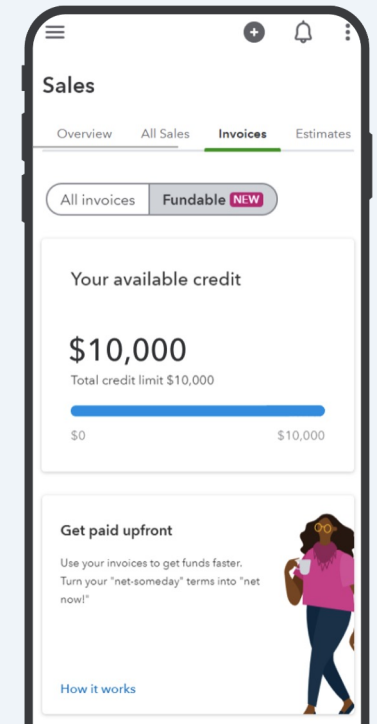 Sales
Overview All Sales Invoices Estimates
All invoices Fundable NEW
Your available credit
$10,000
Total credit limit $10,000
$0 $10,000
Get paid upfront
Use your invoices to get funds faster.
Turn your "net-someday" terms into "net
now!"
How it works